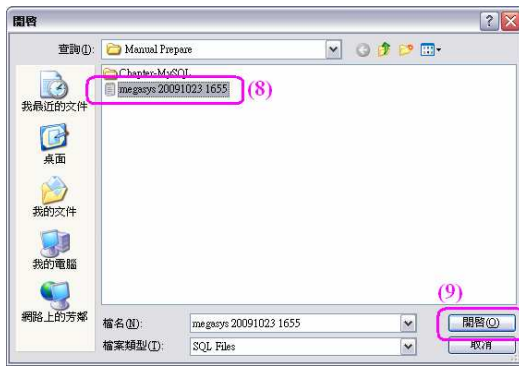 開啓
查詢(I):
Manual Prepare
Chapter-MySQL
megasys 20091023 1655
(8)
我最近的文件
桌面
我的文件
我的電腦
網路上的芳鄰
(9)
檔名(N):
megasys 20091023 1655
開啓(O)
檔案類型(T):
SQL Files
取消